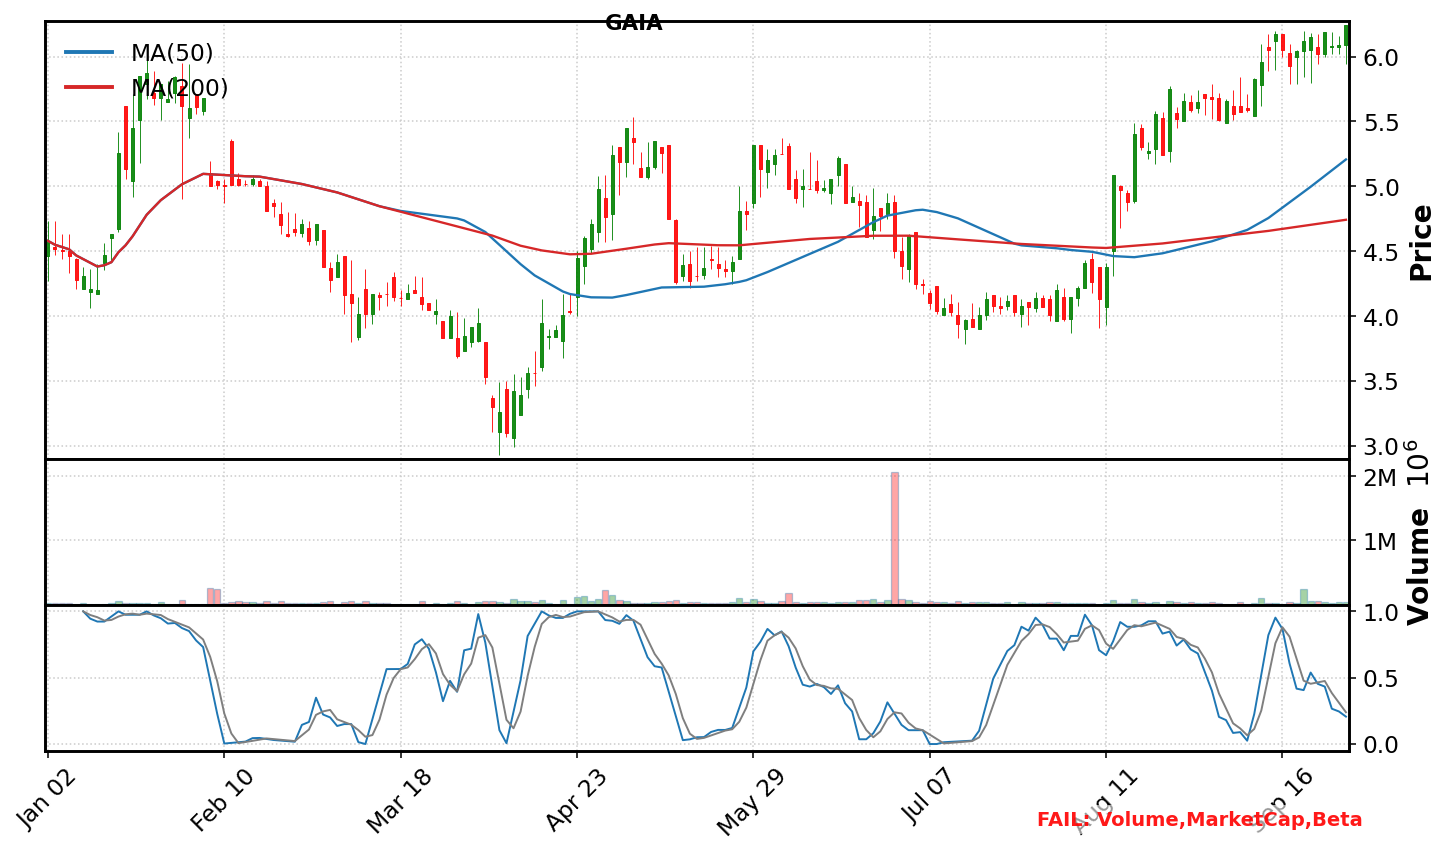 GAIA
MA(50)
MA(200)
6.0
5.5
5.0
4.5
4.0
3.5
3.0
Price
2M
1M
Volume 10^6
1.0
0.5
0.0
Jan 02
Feb 10
Mar 18
Apr 23
May 29
Jul 07
Aug 11
Sep 16
FAIL: Volume,MarketCap,Beta